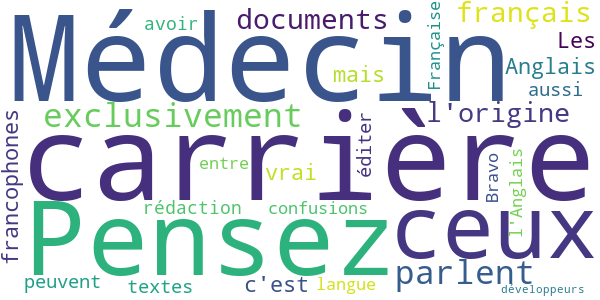 Médecin
avoir
documents
français
Française
Les
mais
Anglais
aussi
exclusivement
l'origine
francophones
carrière
éditer
entre
vrai
Bravo
l'Anglais
Pensez
rédaction
confusions
ceux
parlent
peuvent
textes
c'est
langue
développeurs